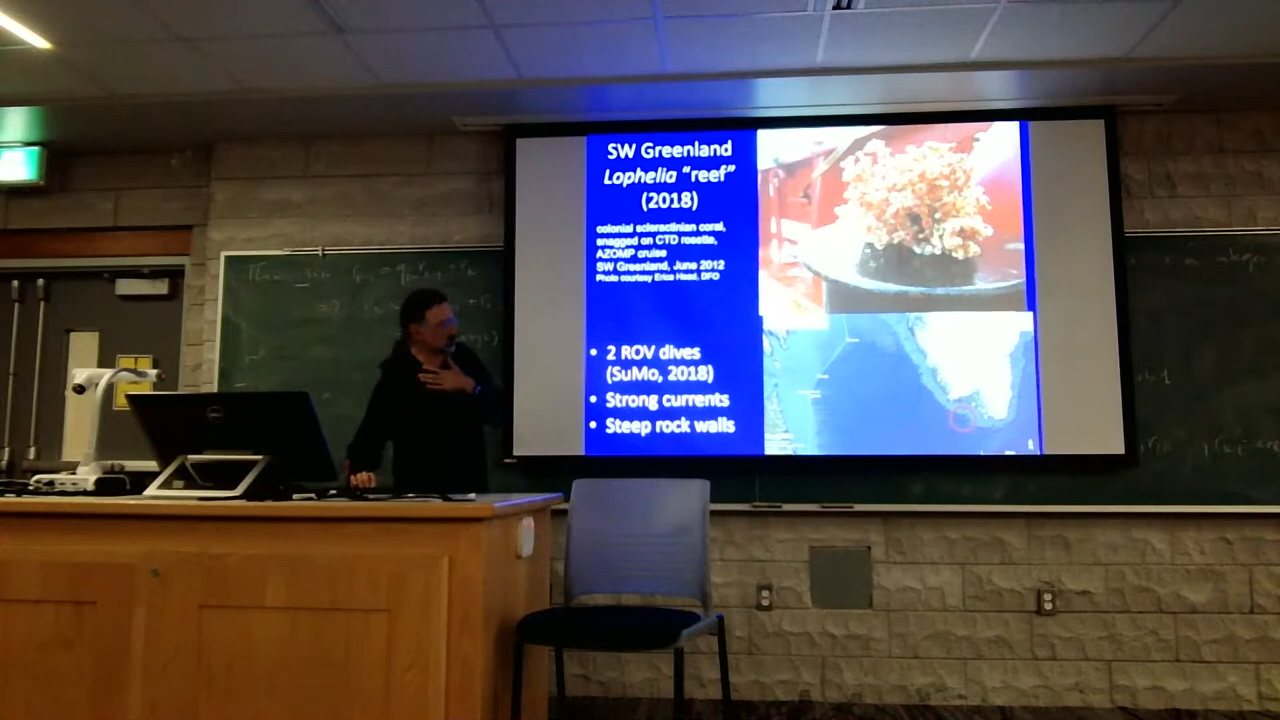 SW Greenland
Lophelia "reef"
(2018)
colonial scleractinian coral,
snagged on CTD rosette,
AZOMP cruise
SW Greenland, June 2012
Photo courtesy Erica Head, DFO
• 2 ROV dives
(SuMo, 2018)
• Strong currents
• Steep rock walls
DELL